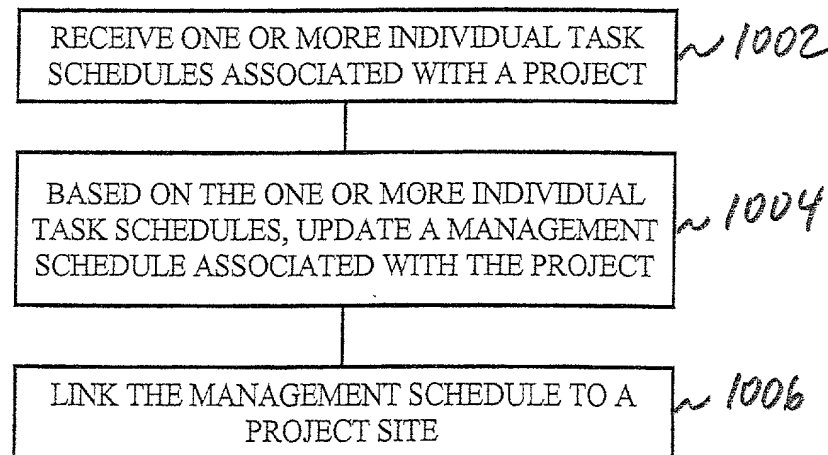 RECEIVE ONE OR MORE INDIVIDUAL TASK ~ 1002
SCHEDULES ASSOCIATED WITH A PROJECT
BASED ON THE ONE OR MORE INDIVIDUAL
TASK SCHEDULES, UPDATE A MANAGEMENT ~ 1004
SCHEDULE ASSOCIATED WITH THE PROJECT
LINK THE MANAGEMENT SCHEDULE TO A ~ 1006
PROJECT SITE